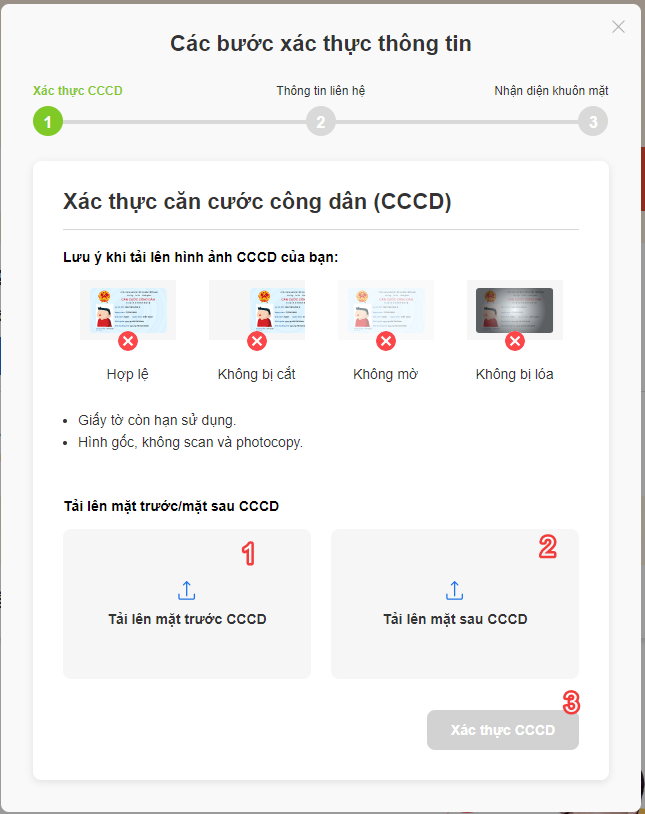 Các bước xác thực thông tin
Xác thực CCCD
Thông tin liên hệ
Nhận diện khuôn mặt
1
2
3
Xác thực căn cước công dân (CCCD)
Lưu ý khi tải lên hình ảnh CCCD của bạn:
Hợp lệ
Không bị cắt
Không mờ
Không bị lóa
Giấy tờ còn hạn sử dụng.
Hình gốc, không scan và photocopy.
Tải lên mặt trước/mặt sau CCCD
1
2
Tải lên mặt trước CCCD
Tải lên mặt sau CCCD
3
Xác thực CCCD